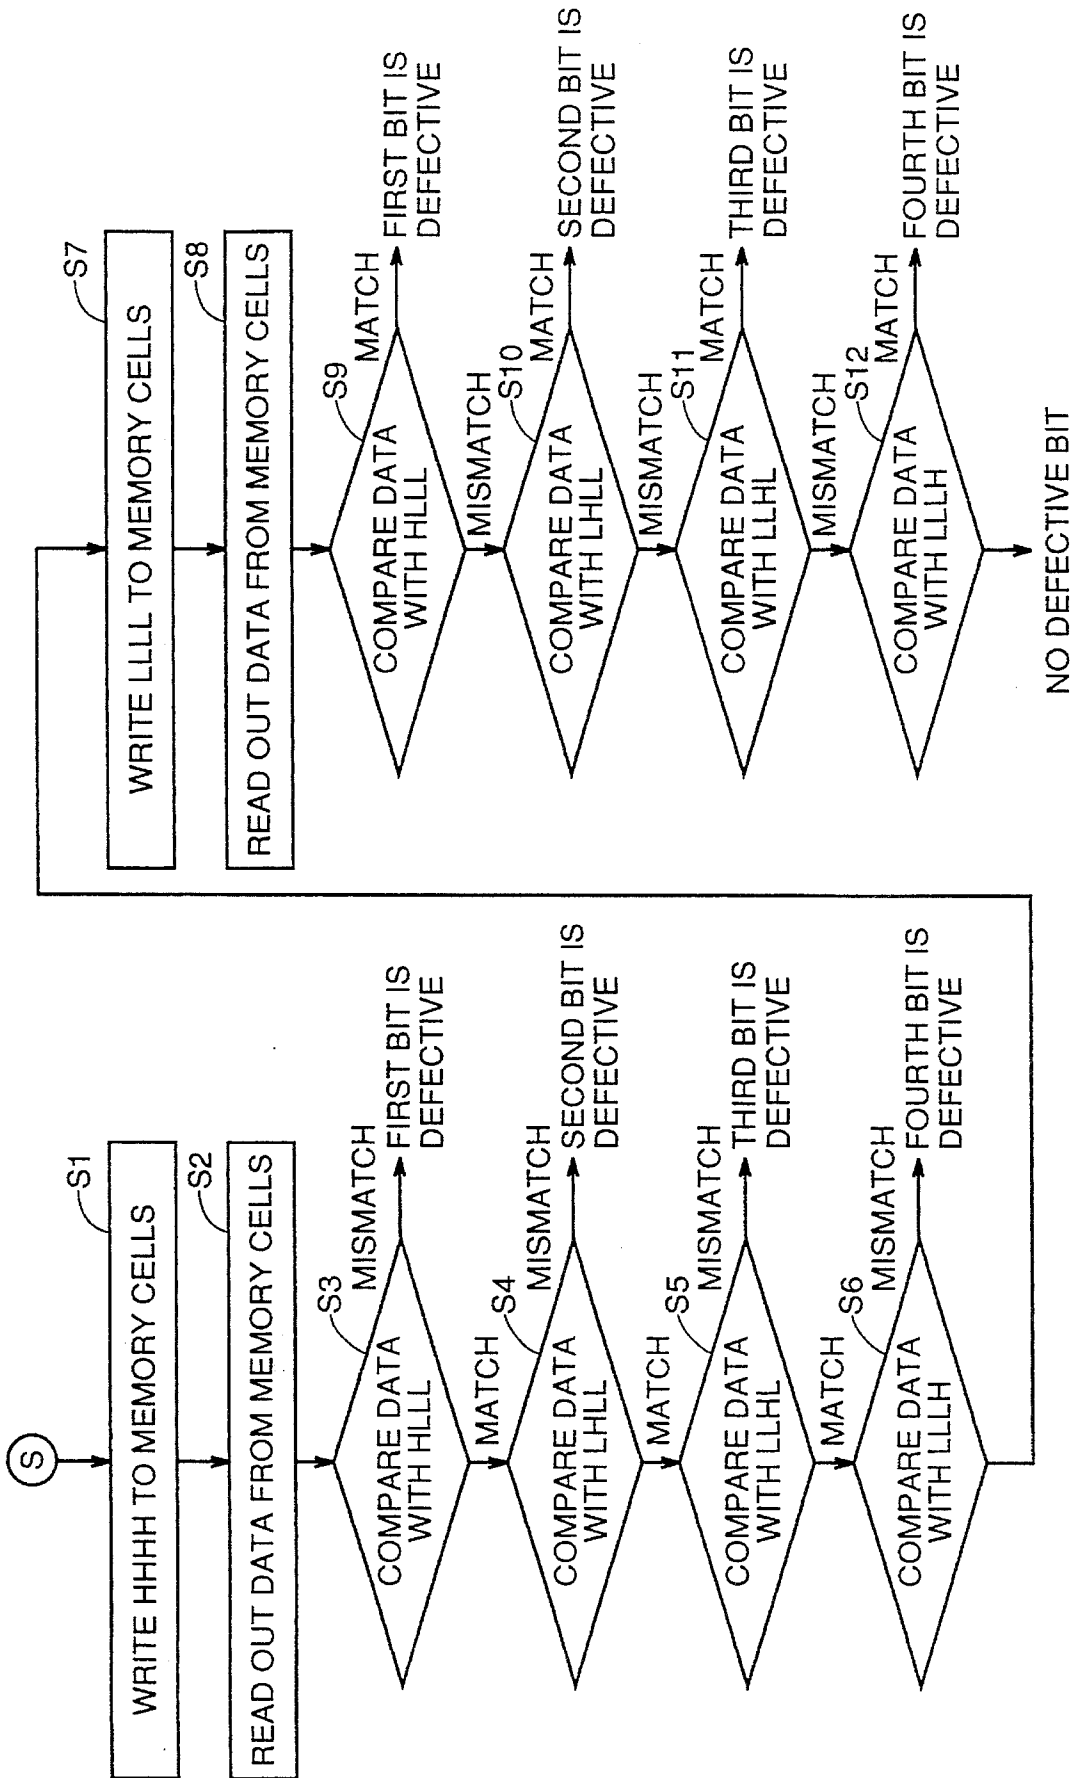 S
S1
WRITE HHHH TO MEMORY CELLS
S2
READ OUT DATA FROM MEMORY CELLS
S3
COMPARE DATA
WITH HLLL
MISMATCH
FIRST BIT IS
DEFECTIVE
MATCH
S4
COMPARE DATA
WITH LHLL
MISMATCH
SECOND BIT IS
DEFECTIVE
MATCH
S5
COMPARE DATA
WITH LLHL
MISMATCH
THIRD BIT IS
DEFECTIVE
MATCH
S6
COMPARE DATA
WITH LLLH
MISMATCH
FOURTH BIT IS
DEFECTIVE
S7
WRITE LLLL TO MEMORY CELLS
S8
READ OUT DATA FROM MEMORY CELLS
S9
COMPARE DATA
WITH HLLL
MATCH
FIRST BIT IS
DEFECTIVE
MISMATCH
S10
COMPARE DATA
WITH LHLL
MATCH
SECOND BIT IS
DEFECTIVE
MISMATCH
S11
COMPARE DATA
WITH LLHL
MATCH
THIRD BIT IS
DEFECTIVE
MISMATCH
S12
COMPARE DATA
WITH LLLH
MATCH
FOURTH BIT IS
DEFECTIVE
NO DEFECTIVE BIT